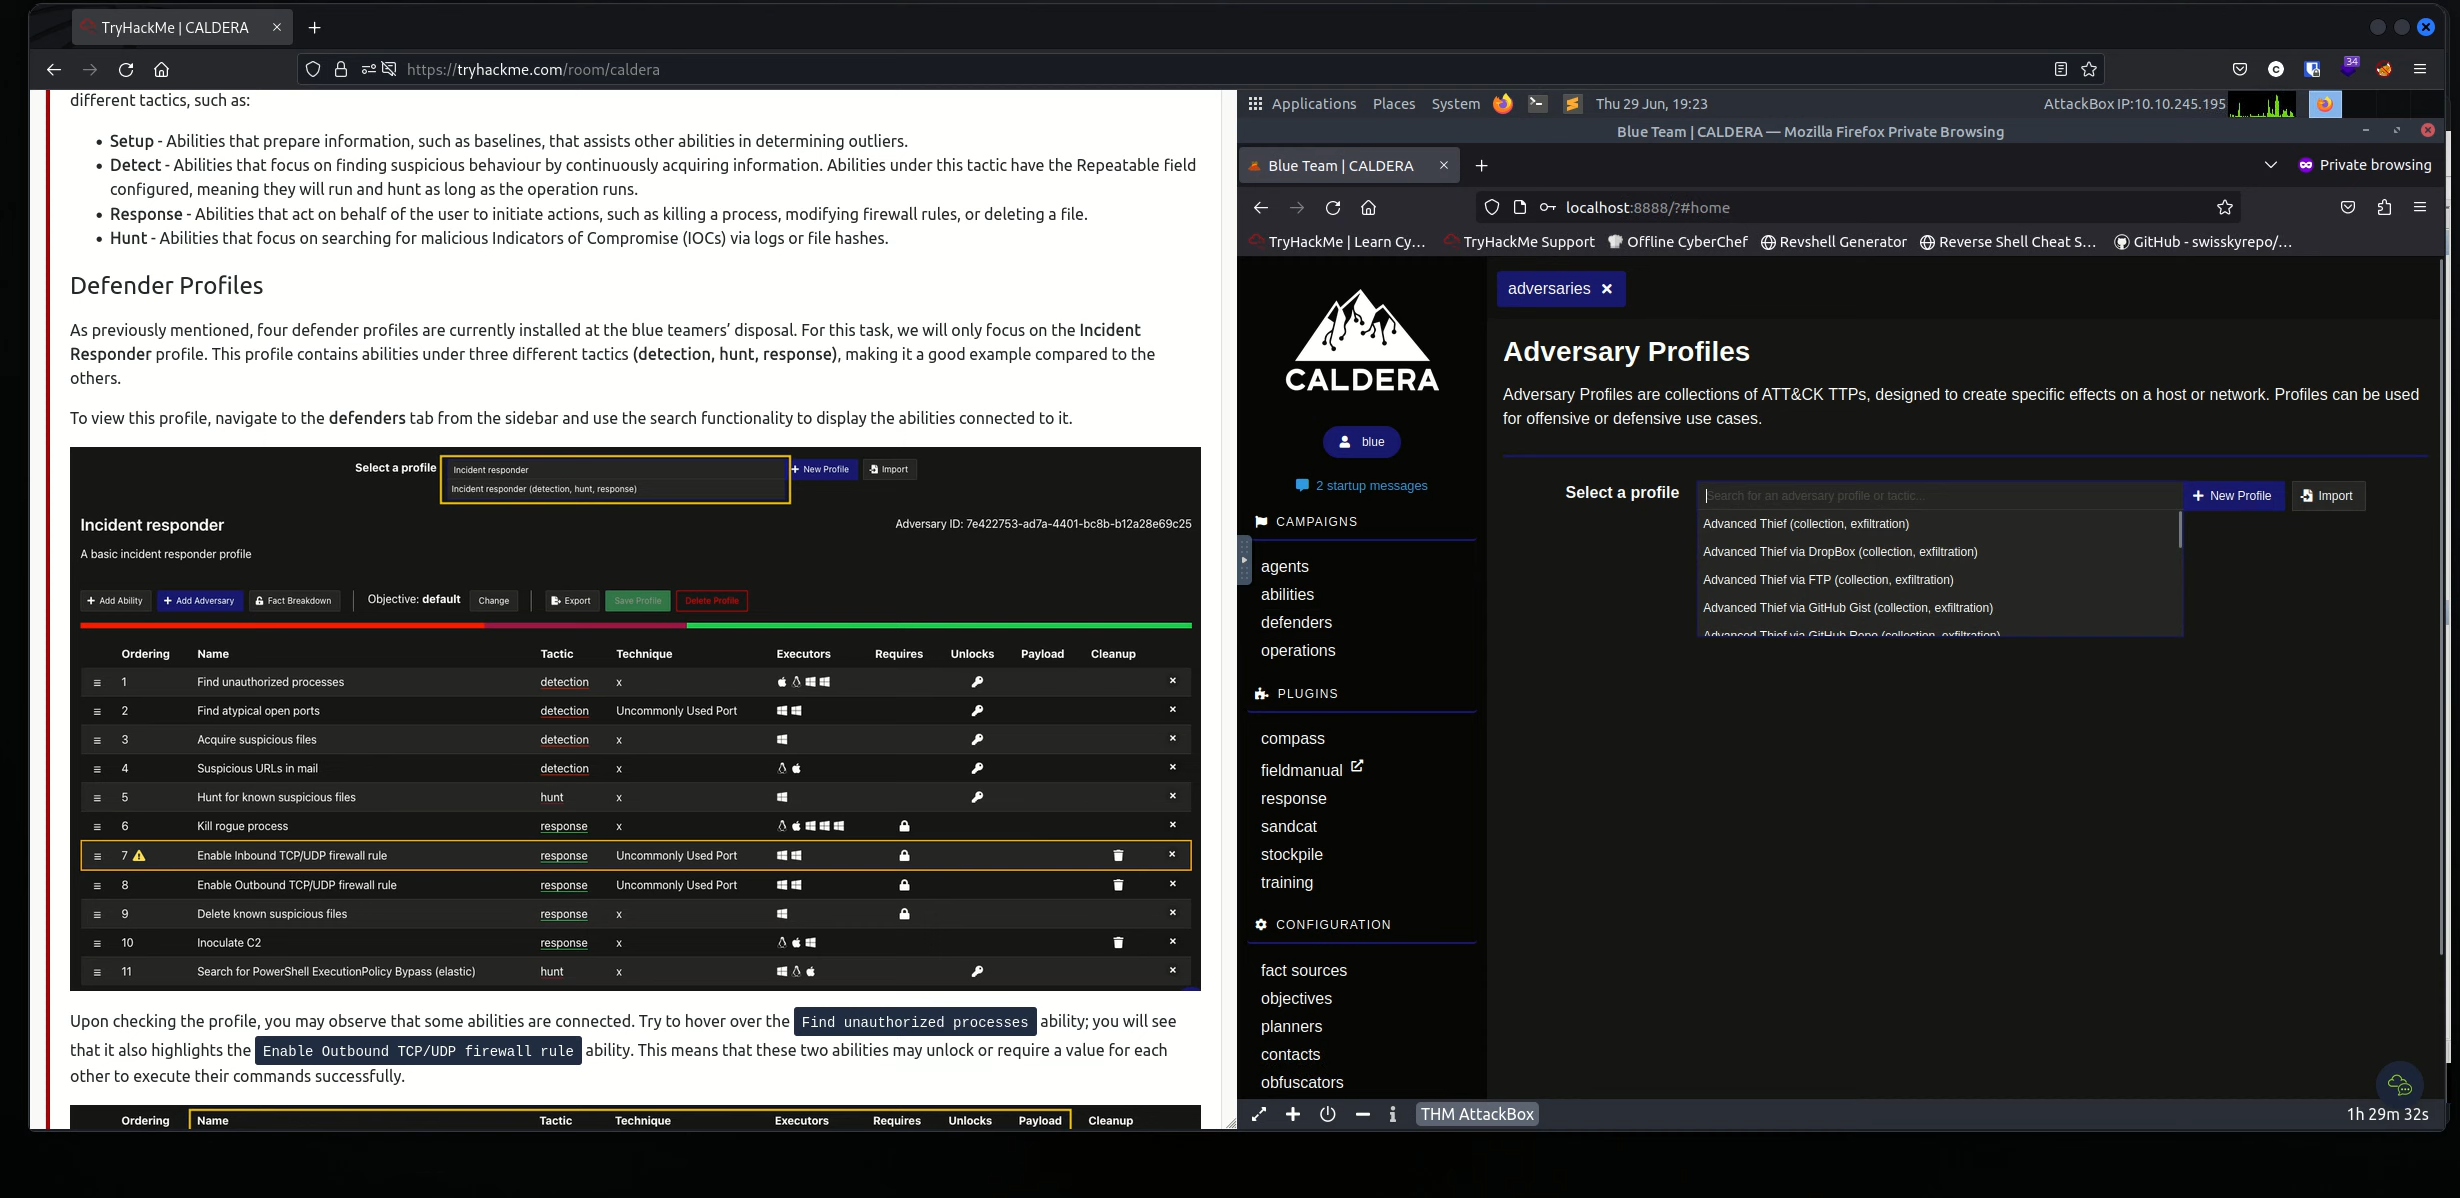 TryHackMe | CALDERA
https://tryhackme.com/room/caldera
34
different tactics, such as:
• Setup - Abilities that prepare information, such as baselines, that assists other abilities in determining outliers.
• Detect - Abilities that focus on finding suspicious behaviour by continuously acquiring information. Abilities under this tactic have the Repeatable field
configured, meaning they will run and hunt as long as the operation runs.
• Response - Abilities that act on behalf of the user to initiate actions, such as killing a process, modifying firewall rules, or deleting a file.
• Hunt - Abilities that focus on searching for malicious Indicators of Compromise (IOCs) via logs or file hashes.
Defender Profiles
As previously mentioned, four defender profiles are currently installed at the blue teamers’ disposal. For this task, we will only focus on the Incident
Responder profile. This profile contains abilities under three different tactics (detection, hunt, response), making it a good example compared to the
others.
To view this profile, navigate to the defenders tab from the sidebar and use the search functionality to display the abilities connected to it.
Select a profile Incident responder + New Profile Import
Incident responder (detection, hunt, response)
Incident responder Adversary ID: 7e422753-ad7a-4401-bc8b-b12a28e69c25
A basic incident responder profile
+ Add Ability + Add Adversary Fact Breakdown Objective: default Change Export Save Profile Delete Profile
Ordering Name Tactic Technique Executors Requires Unlocks Payload Cleanup
1 Find unauthorized processes detection x
2 Find atypical open ports detection Uncommonly Used Port
3 Acquire suspicious files detection x
4 Suspicious URLs in mail detection x
5 Hunt for known suspicious files hunt x
6 Kill rogue process response x
7 Enable Inbound TCP/UDP firewall rule response Uncommonly Used Port
8 Enable Outbound TCP/UDP firewall rule response Uncommonly Used Port
9 Delete known suspicious files response x
10 Inoculate C2 response x
11 Search for PowerShell ExecutionPolicy Bypass (elastic) hunt x
Upon checking the profile, you may observe that some abilities are connected. Try to hover over the Find unauthorized processes ability; you will see
that it also highlights the Enable Outbound TCP/UDP firewall rule ability. This means that these two abilities may unlock or require a value for each
other to execute their commands successfully.
Ordering Name Tactic Technique Executors Requires Unlocks Payload Cleanup
Applications Places System Thu 29 Jun, 19:23 AttackBox IP:10.10.245.195
Blue Team | CALDERA — Mozilla Firefox Private Browsing
Blue Team | CALDERA Private browsing
localhost:8888/?#home
TryHackMe | Learn Cy... TryHackMe Support Offline CyberChef Revshell Generator Reverse Shell Cheat S... GitHub - swisskyrepo/...
CALDERA
blue
2 startup messages
CAMPAIGNS
agents
abilities
defenders
operations
PLUGINS
compass
fieldmanual
response
sandcat
stockpile
training
CONFIGURATION
fact sources
objectives
planners
contacts
obfuscators
adversaries
Adversary Profiles
Adversary Profiles are collections of ATT&CK TTPs, designed to create specific effects on a host or network. Profiles can be used
for offensive or defensive use cases.
Select a profile Search for an adversary profile or tactic... + New Profile Import
Advanced Thief (collection, exfiltration)
Advanced Thief via DropBox (collection, exfiltration)
Advanced Thief via FTP (collection, exfiltration)
Advanced Thief via GitHub Gist (collection, exfiltration)
Advanced Thief via GitHub Repo (collection, exfiltration)
THM AttackBox 1h 29m 32s